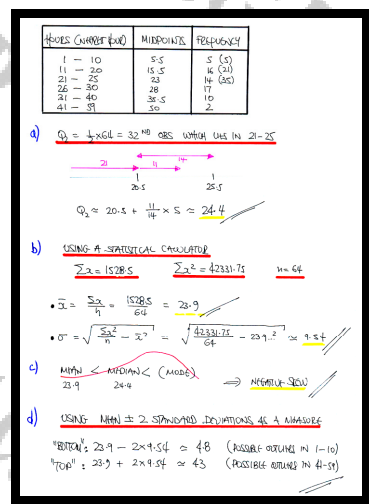 HOURS (NEAREST HOUR) MIDPOINTS FREQUENCY
1 – 10 5.5 5 (5)
11 – 20 15.5 16 (21)
21 – 25 23 14 (35)
26 – 30 28 17
31 – 40 35.5 10
41 – 59 50 2
a) Q₂ = ½×64 = 32ND OBS WHICH LIES IN 21-25
14
21 11
20.5 25.5
Q₂ ≈ 20.5 + 11/14 × 5 ≈ 24.4
b) USING A STATISTICAL CALCULATOR
Σx = 1528.5 Σx² = 42331.75 n = 64
• x̄ = Σx/n = 1528.5/64 = 23.9
• σ = √(Σx²/n − x̄²) = √(42331.75/64 − 23.9...²) ≈ 9.54
c) MEAN < MEDIAN < (MODE) ⇒ NEGATIVE SKEW
23.9 24.4
d) USING MEAN ± 2 STANDARD DEVIATIONS AS A MEASURE
"BOTTOM": 23.9 − 2×9.54 ≈ 4.8 (POSSIBLE OUTLIERS IN 1-10)
"TOP": 23.9 + 2×9.54 ≈ 43 (POSSIBLE OUTLIERS IN 41-59)